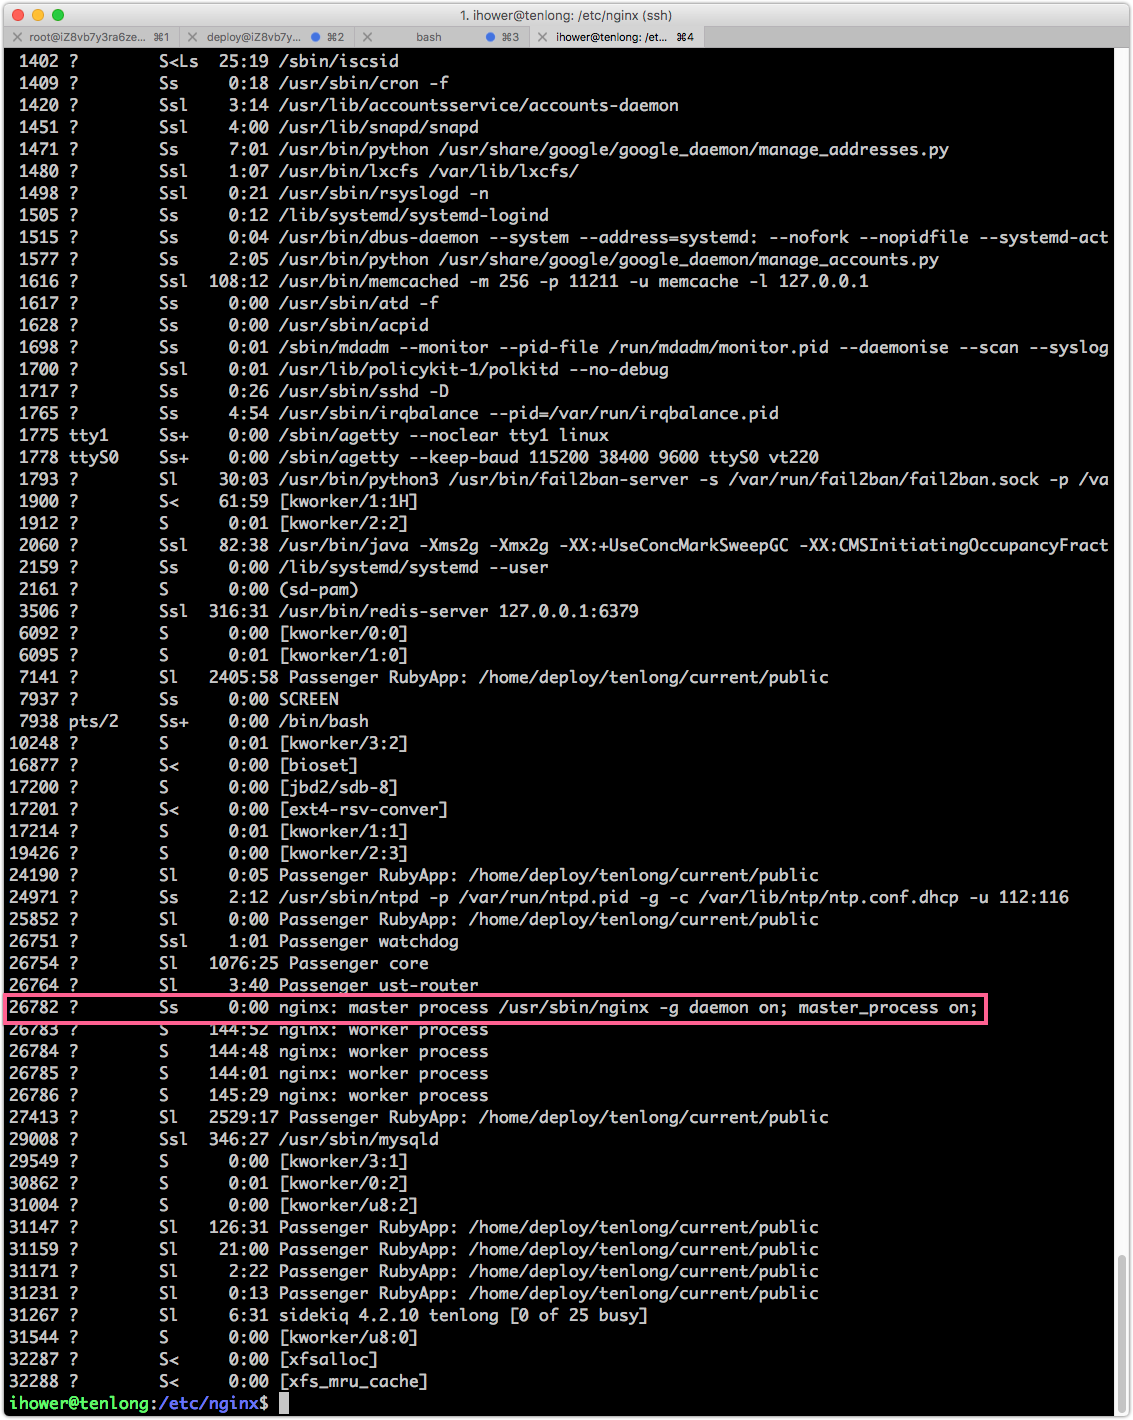 1. ihower@tenlong: /etc/nginx (ssh)
root@iZ8vb7y3ra6ze... ⌘1 deploy@iZ8vb7y... ⌘2 bash ⌘3 ihower@tenlong: /et... ⌘4
1402 ? S<Ls 25:19 /sbin/iscsid
1409 ? Ss 0:18 /usr/sbin/cron -f
1420 ? Ssl 3:14 /usr/lib/accountsservice/accounts-daemon
1451 ? Ssl 4:00 /usr/lib/snapd/snapd
1471 ? Ss 7:01 /usr/bin/python /usr/share/google/google_daemon/manage_addresses.py
1480 ? Ssl 1:07 /usr/bin/lxcfs /var/lib/lxcfs/
1498 ? Ssl 0:21 /usr/sbin/rsyslogd -n
1505 ? Ss 0:12 /lib/systemd/systemd-logind
1515 ? Ss 0:04 /usr/bin/dbus-daemon --system --address=systemd: --nofork --nopidfile --systemd-act
1577 ? Ss 2:05 /usr/bin/python /usr/share/google/google_daemon/manage_accounts.py
1616 ? Ssl 108:12 /usr/bin/memcached -m 256 -p 11211 -u memcache -l 127.0.0.1
1617 ? Ss 0:00 /usr/sbin/atd -f
1628 ? Ss 0:00 /usr/sbin/acpid
1698 ? Ss 0:01 /sbin/mdadm --monitor --pid-file /run/mdadm/monitor.pid --daemonise --scan --syslog
1700 ? Ssl 0:01 /usr/lib/policykit-1/polkitd --no-debug
1717 ? Ss 0:26 /usr/sbin/sshd -D
1765 ? Ss 4:54 /usr/sbin/irqbalance --pid=/var/run/irqbalance.pid
1775 tty1 Ss+ 0:00 /sbin/agetty --noclear tty1 linux
1778 ttyS0 Ss+ 0:00 /sbin/agetty --keep-baud 115200 38400 9600 ttyS0 vt220
1793 ? Sl 30:03 /usr/bin/python3 /usr/bin/fail2ban-server -s /var/run/fail2ban/fail2ban.sock -p /va
1900 ? S< 61:59 [kworker/1:1H]
1912 ? S 0:01 [kworker/2:2]
2060 ? Ssl 82:38 /usr/bin/java -Xms2g -Xmx2g -XX:+UseConcMarkSweepGC -XX:CMSInitiatingOccupancyFract
2159 ? Ss 0:00 /lib/systemd/systemd --user
2161 ? S 0:00 (sd-pam)
3506 ? Ssl 316:31 /usr/bin/redis-server 127.0.0.1:6379
6092 ? S 0:00 [kworker/0:0]
6095 ? S 0:01 [kworker/1:0]
7141 ? Sl 2405:58 Passenger RubyApp: /home/deploy/tenlong/current/public
7937 ? Ss 0:00 SCREEN
7938 pts/2 Ss+ 0:00 /bin/bash
10248 ? S 0:01 [kworker/3:2]
16877 ? S< 0:00 [bioset]
17200 ? S 0:00 [jbd2/sdb-8]
17201 ? S< 0:00 [ext4-rsv-conver]
17214 ? S 0:01 [kworker/1:1]
19426 ? S 0:00 [kworker/2:3]
24190 ? Sl 0:05 Passenger RubyApp: /home/deploy/tenlong/current/public
24971 ? Ss 2:12 /usr/sbin/ntpd -p /var/run/ntpd.pid -g -c /var/lib/ntp/ntp.conf.dhcp -u 112:116
25852 ? Sl 0:00 Passenger RubyApp: /home/deploy/tenlong/current/public
26751 ? Ssl 1:01 Passenger watchdog
26754 ? Sl 1076:25 Passenger core
26764 ? Sl 3:40 Passenger ust-router
26782 ? Ss 0:00 nginx: master process /usr/sbin/nginx -g daemon on; master_process on;
26783 ? S 144:52 nginx: worker process
26784 ? S 144:48 nginx: worker process
26785 ? S 144:01 nginx: worker process
26786 ? S 145:29 nginx: worker process
27413 ? Sl 2529:17 Passenger RubyApp: /home/deploy/tenlong/current/public
29008 ? Ssl 346:27 /usr/sbin/mysqld
29549 ? S 0:00 [kworker/3:1]
30862 ? S 0:01 [kworker/0:2]
31004 ? S 0:00 [kworker/u8:2]
31147 ? Sl 126:31 Passenger RubyApp: /home/deploy/tenlong/current/public
31159 ? Sl 21:00 Passenger RubyApp: /home/deploy/tenlong/current/public
31171 ? Sl 2:22 Passenger RubyApp: /home/deploy/tenlong/current/public
31231 ? Sl 0:13 Passenger RubyApp: /home/deploy/tenlong/current/public
31267 ? Sl 6:31 sidekiq 4.2.10 tenlong [0 of 25 busy]
31544 ? S 0:00 [kworker/u8:0]
32287 ? S< 0:00 [xfsalloc]
32288 ? S< 0:00 [xfs_mru_cache]
ihower@tenlong:/etc/nginx$